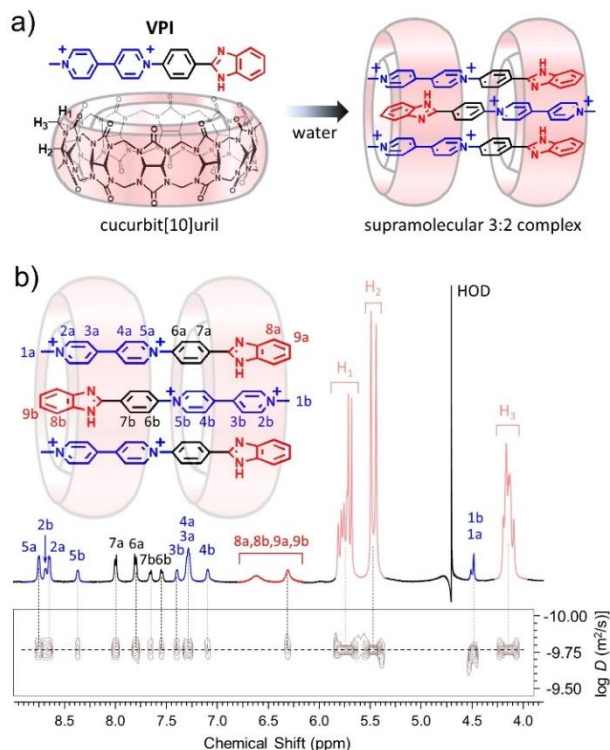 a)
VPI
+
N
+
N
N
N
H
H1
H3
H2
cucurbit[10]uril
water
supramolecular 3:2 complex
b)
2a 3a 4a 5a 6a 7a 8a 9a
1a
9b 8b 7b 6b 5b 4b 3b 2b
1b
H1
H2
HOD
H3
5a 2b 2a 5b 7a 6a 7b 6b 3b 4a 3a 4b
8a,8b,9a,9b
1b
1a
-10.00
-9.75
-9.50
log D (m²/s)
8.5 8.0 7.5 7.0 6.5 6.0 5.5 5.0 4.5 4.0
Chemical Shift (ppm)